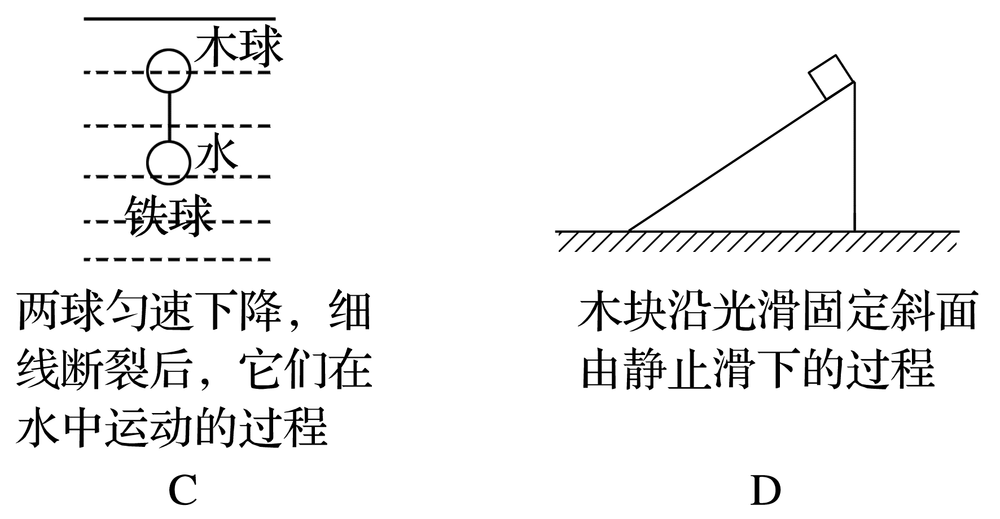 木球
水
铁球
两球匀速下降，细
线断裂后，它们在
水中运动的过程
C
木块沿光滑固定斜面
由静止滑下的过程
D